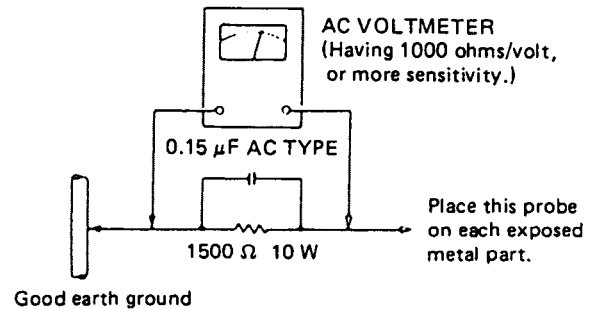 AC VOLTMETER
(Having 1000 ohms/volt,
or more sensitivity.)
0.15 μF AC TYPE
1500 Ω 10 W
Place this probe
on each exposed
metal part.
Good earth ground